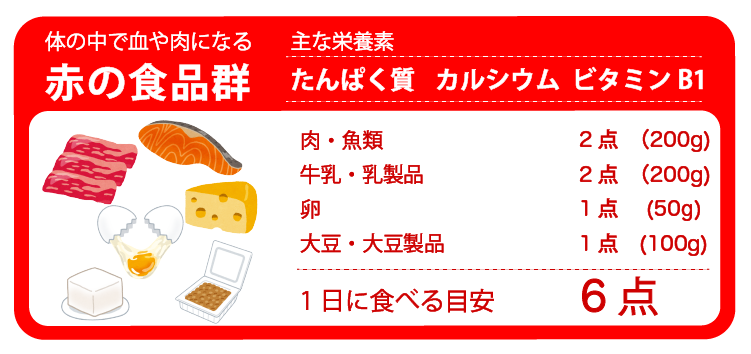 体の中で血や肉になる
赤の食品群
主な栄養素
たんぱく質 カルシウム ビタミンB1
肉・魚類 2点 (200g)
牛乳・乳製品 2点 (200g)
卵 1点 (50g)
大豆・大豆製品 1点 (100g)
1日に食べる目安 6点